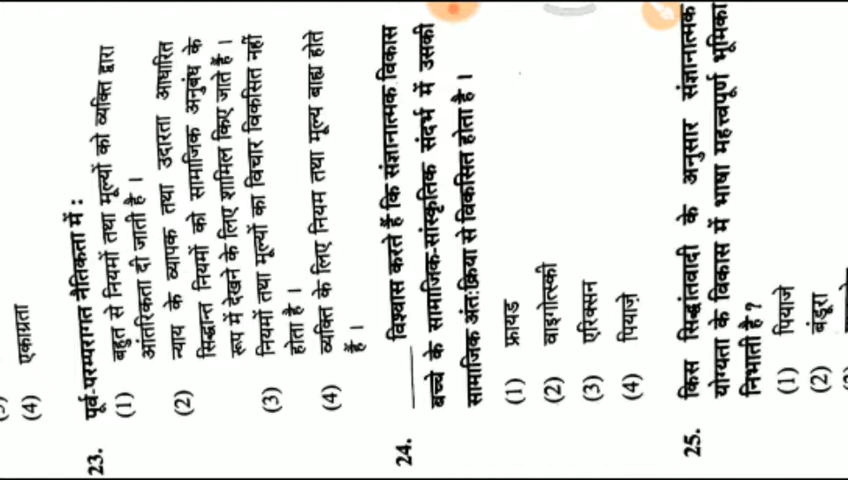 (4) एकाग्रता
23. पूर्व-परम्परागत नैतिकता में :
(1) बहुत से नियमों तथा मूल्यों को व्यक्ति द्वारा
आंतरिकता दी जाती है ।
(2) न्याय के व्यापक तथा उदारता आधारित
सिद्धान्त नियमों को सामाजिक अनुबंध के
रूप में देखने के लिए शामिल किए जाते हैं ।
(3) नियमों तथा मूल्यों का विचार विकसित नहीं
होता है ।
(4) व्यक्ति के लिए नियम तथा मूल्य बाह्य होते
हैं ।
24. ______ विश्वास करते हैं कि संज्ञानात्मक विकास
बच्चे के सामाजिक-सांस्कृतिक संदर्भ में उसकी
सामाजिक अंतःक्रिया से विकसित होता है ।
(1) फ्रायड
(2) वाइगोत्स्की
(3) एरिक्सन
(4) पियाज़े
25. किस सिद्धांतवादी के अनुसार संज्ञानात्मक
योग्यता के विकास में भाषा महत्त्वपूर्ण भूमिका
निभाती है ?
(1) पियाजे
(2) बंडूरा